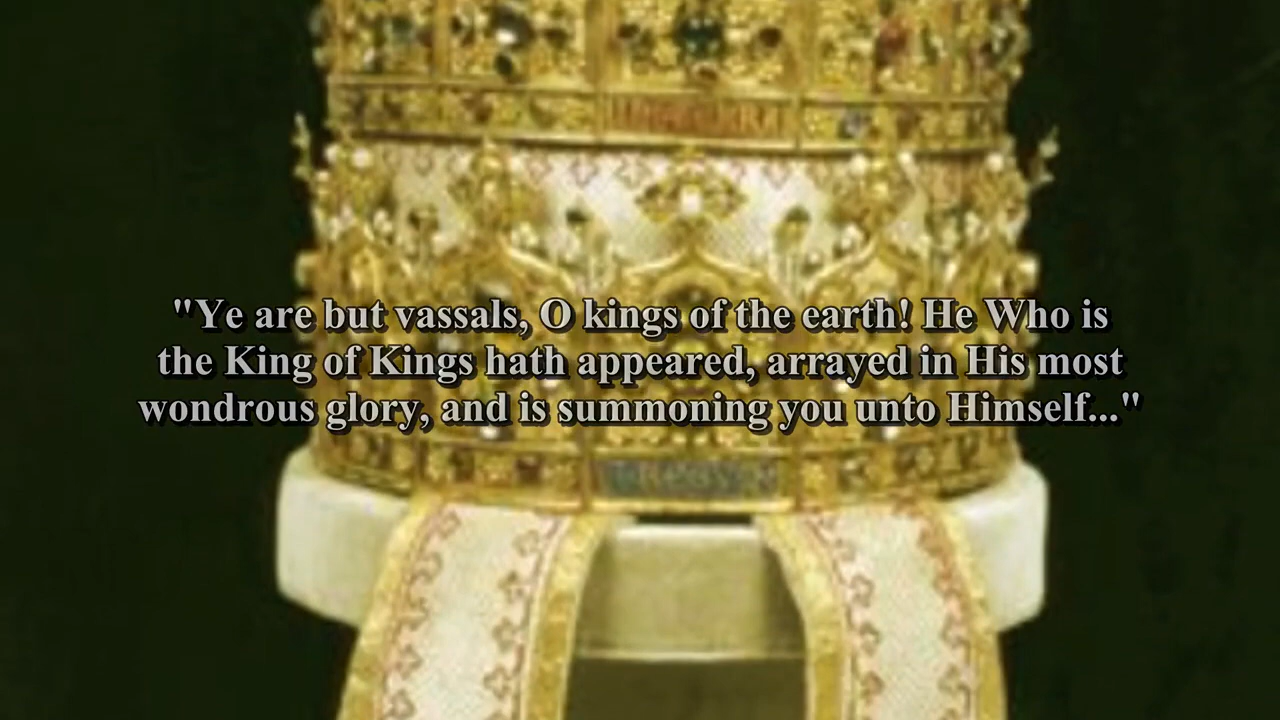 "Ye are but vassals, O kings of the earth! He Who is
the King of Kings hath appeared, arrayed in His most
wondrous glory, and is summoning you unto Himself..."